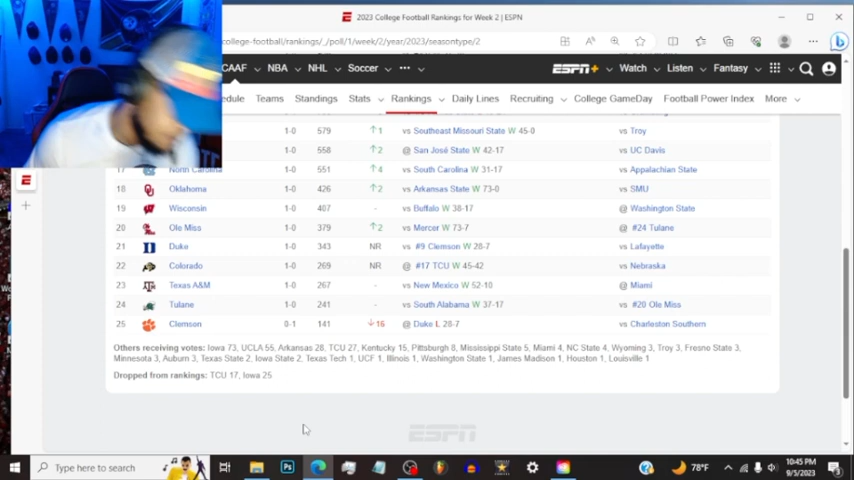 2023 College Football Rankings for Week 2 | ESPN
college-football/rankings/_/poll/1/week/2/year/2023/seasontype/2
CAAF NBA NHL Soccer ••• ESPN+ Watch Listen Fantasy
edule Teams Standings Stats Rankings Daily Lines Recruiting College GameDay Football Power Index More
1-0 579 ↑1 vs Southeast Missouri State W 45-0 vs Troy
1-0 558 ↑2 @ San José State W 42-17 vs UC Davis
17 North Carolina 1-0 551 ↑4 vs South Carolina W 31-17 vs Appalachian State
18 Oklahoma 1-0 426 ↑2 vs Arkansas State W 73-0 vs SMU
19 Wisconsin 1-0 407 - vs Buffalo W 38-17 @ Washington State
20 Ole Miss 1-0 379 ↑2 vs Mercer W 73-7 @ #24 Tulane
21 Duke 1-0 343 NR vs #9 Clemson W 28-7 vs Lafayette
22 Colorado 1-0 269 NR @ #17 TCU W 45-42 vs Nebraska
23 Texas A&M 1-0 267 - vs New Mexico W 52-10 @ Miami
24 Tulane 1-0 241 - vs South Alabama W 37-17 vs #20 Ole Miss
25 Clemson 0-1 141 ↓16 @ Duke L 28-7 vs Charleston Southern
Others receiving votes: Iowa 73, UCLA 55, Arkansas 28, TCU 27, Kentucky 15, Pittsburgh 8, Mississippi State 5, Miami 4, NC State 4, Wyoming 3, Troy 3, Fresno State 3,
Minnesota 3, Auburn 3, Texas State 2, Iowa State 2, Texas Tech 1, UCF 1, Illinois 1, Washington State 1, James Madison 1, Houston 1, Louisville 1
Dropped from rankings: TCU 17, Iowa 25
ESPN
Type here to search 78°F 10:45 PM
9/5/2023